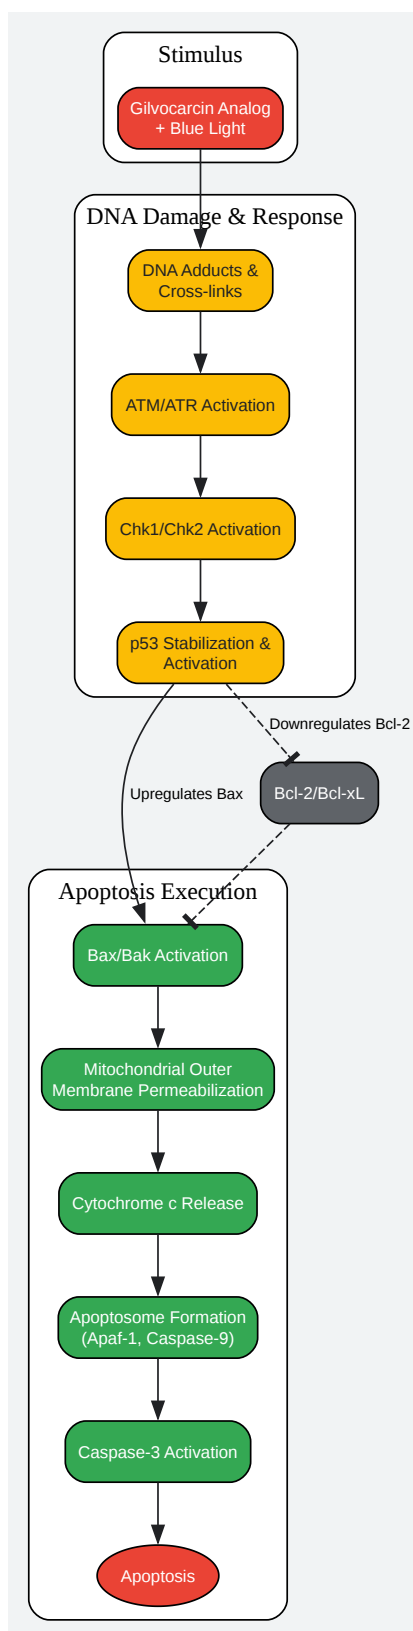 Stimulus
Gilvocarcin Analog
+ Blue Light
DNA Damage & Response
DNA Adducts &
Cross-links
ATM/ATR Activation
Chk1/Chk2 Activation
p53 Stabilization &
Activation
Downregulates Bcl-2
Upregulates Bax
Bcl-2/Bcl-xL
Apoptosis Execution
Bax/Bak Activation
Mitochondrial Outer
Membrane Permeabilization
Cytochrome c Release
Apoptosome Formation
(Apaf-1, Caspase-9)
Caspase-3 Activation
Apoptosis